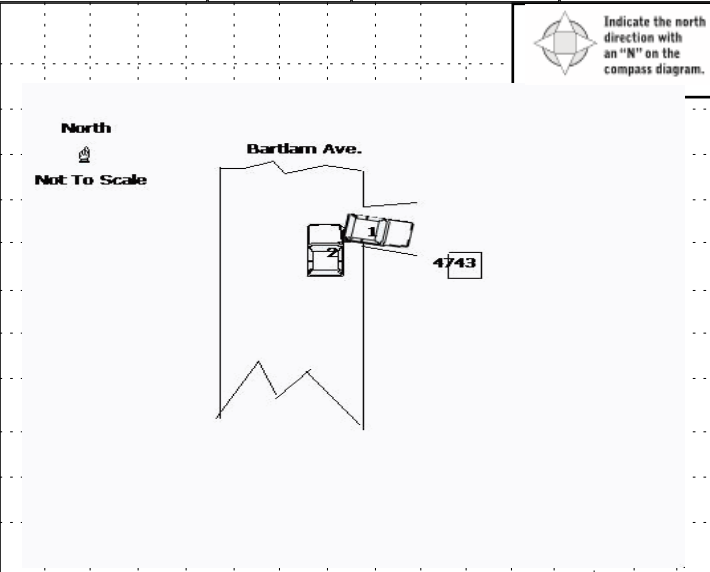 Indicate the north
direction with
an “N” on the
compass diagram.
North
Not To Scale
Bartlam Ave.
1
2
4743